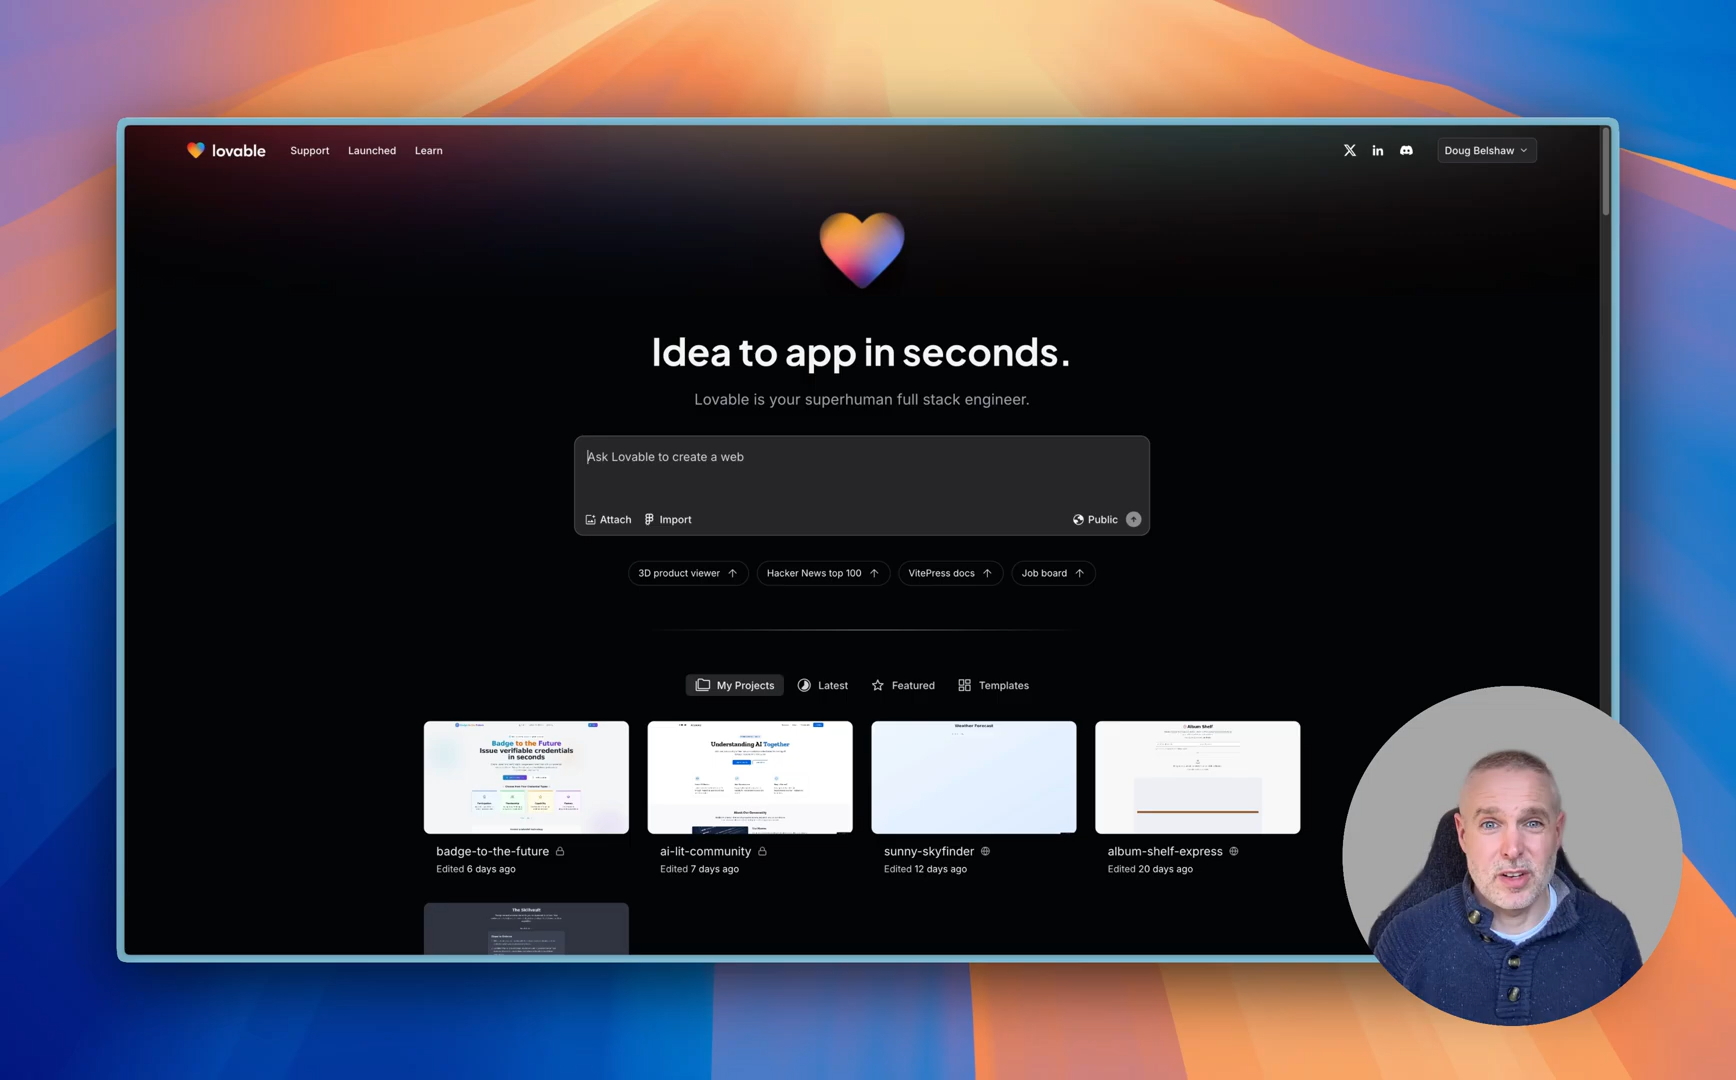 lovable
Support
Launched
Learn
Doug Belshaw
Idea to app in seconds.
Lovable is your superhuman full stack engineer.
Ask Lovable to create a web
Attach
Import
Public
3D product viewer
Hacker News top 100
VitePress docs
Job board
My Projects
Latest
Featured
Templates
Badge to the Future
Issue verifiable credentials
in seconds
Understanding AI Together
Weather Forecast
Album Shelf
badge-to-the-future
Edited 6 days ago
ai-lit-community
Edited 7 days ago
sunny-skyfinder
Edited 12 days ago
album-shelf-express
Edited 20 days ago